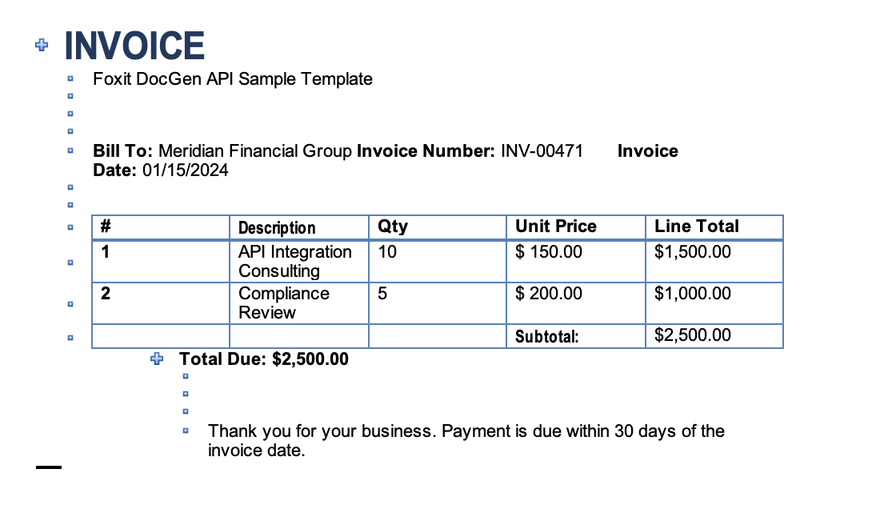 INVOICE
Foxit DocGen API Sample Template
Bill To: Meridian Financial Group Invoice Number: INV-00471 Invoice
Date: 01/15/2024
# Description Qty Unit Price Line Total
1 API Integration 10 $ 150.00 $1,500.00
Consulting
2 Compliance 5 $ 200.00 $1,000.00
Review
Subtotal: $2,500.00
Total Due: $2,500.00
Thank you for your business. Payment is due within 30 days of the
invoice date.